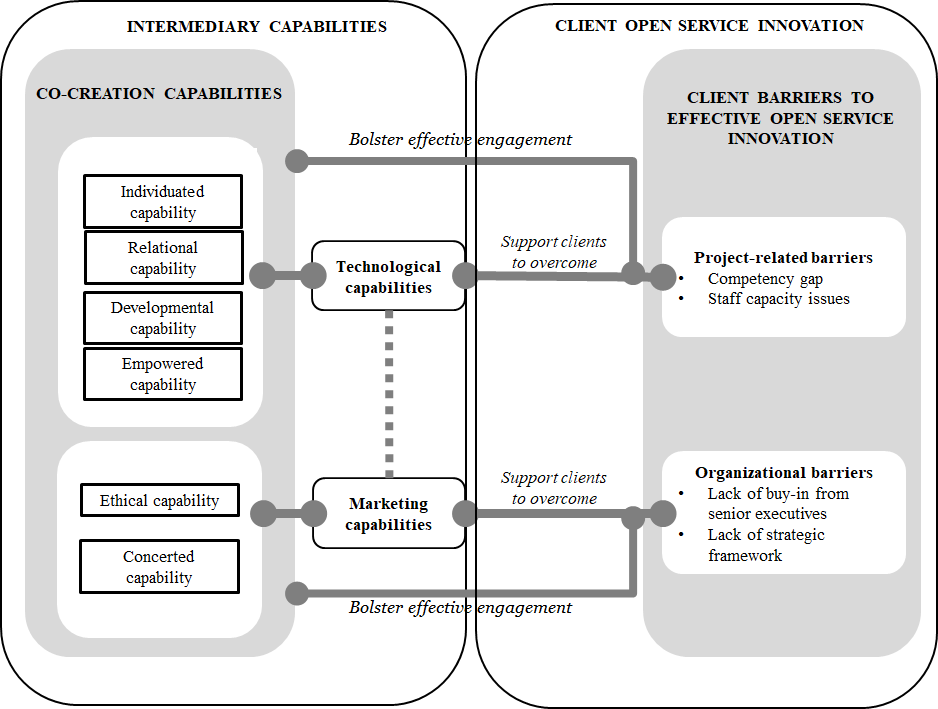 INTERMEDIARY CAPABILITIES
CO-CREATION CAPABILITIES
Individuated
capability
Relational
capability
Developmental
capability
Empowered
capability
Ethical capability
Concerted
capability
Bolster effective engagement
Technological
capabilities
Marketing
capabilities
Bolster effective engagement
Support clients
to overcome
Support clients
to overcome
CLIENT OPEN SERVICE INNOVATION
CLIENT BARRIERS TO
EFFECTIVE OPEN SERVICE
INNOVATION
Project-related barriers
• Competency gap
• Staff capacity issues
Organizational barriers
• Lack of buy-in from
senior executives
• Lack of strategic
framework